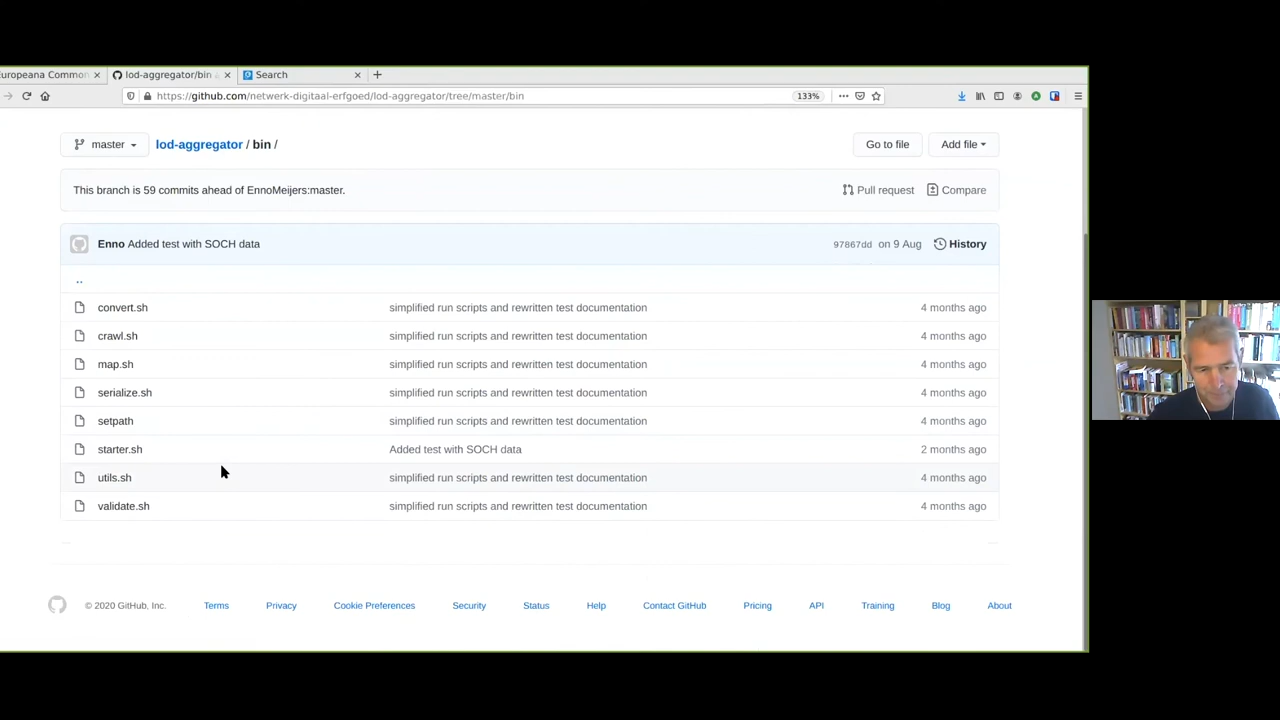 Europeana Common
lod-aggregator/bin
Search
https://github.com/netwerk-digitaal-erfgoed/lod-aggregator/tree/master/bin
133%
master
lod-aggregator / bin /
Go to file
Add file
This branch is 59 commits ahead of EnnoMeijers:master.
Pull request
Compare
Enno Added test with SOCH data
97867dd on 9 Aug
History
..
convert.sh simplified run scripts and rewritten test documentation 4 months ago
crawl.sh simplified run scripts and rewritten test documentation 4 months ago
map.sh simplified run scripts and rewritten test documentation 4 months ago
serialize.sh simplified run scripts and rewritten test documentation 4 months ago
setpath simplified run scripts and rewritten test documentation 4 months ago
starter.sh Added test with SOCH data 2 months ago
utils.sh simplified run scripts and rewritten test documentation 4 months ago
validate.sh simplified run scripts and rewritten test documentation 4 months ago
© 2020 GitHub, Inc. Terms Privacy Cookie Preferences Security Status Help Contact GitHub Pricing API Training Blog About